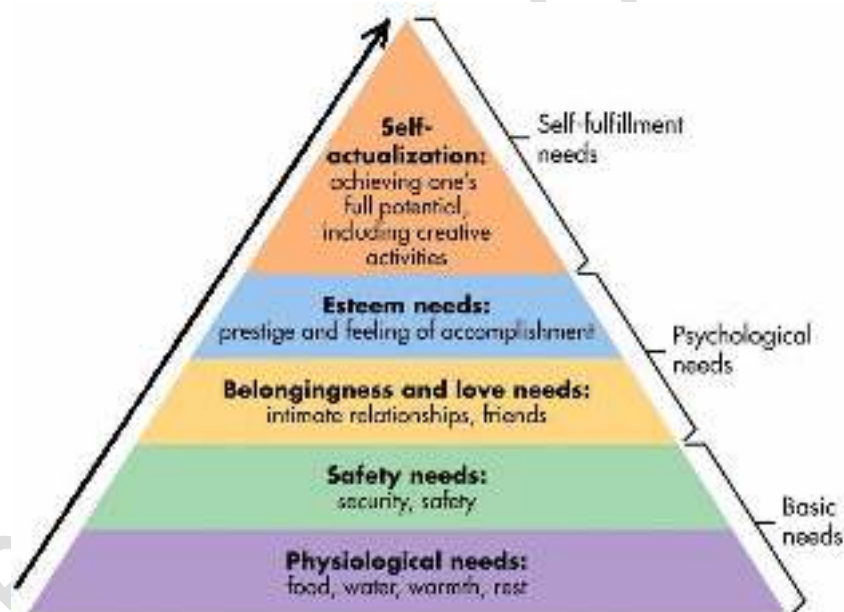 Self-
actualization:
achieving one's
full potential,
including creative
activities
Self-fulfillment
needs
Esteem needs:
prestige and feeling of accomplishment
Psychological
needs
Belongingness and love needs:
intimate relationships, friends
Safety needs:
security, safety
Basic
needs
Physiological needs:
food, water, warmth, rest